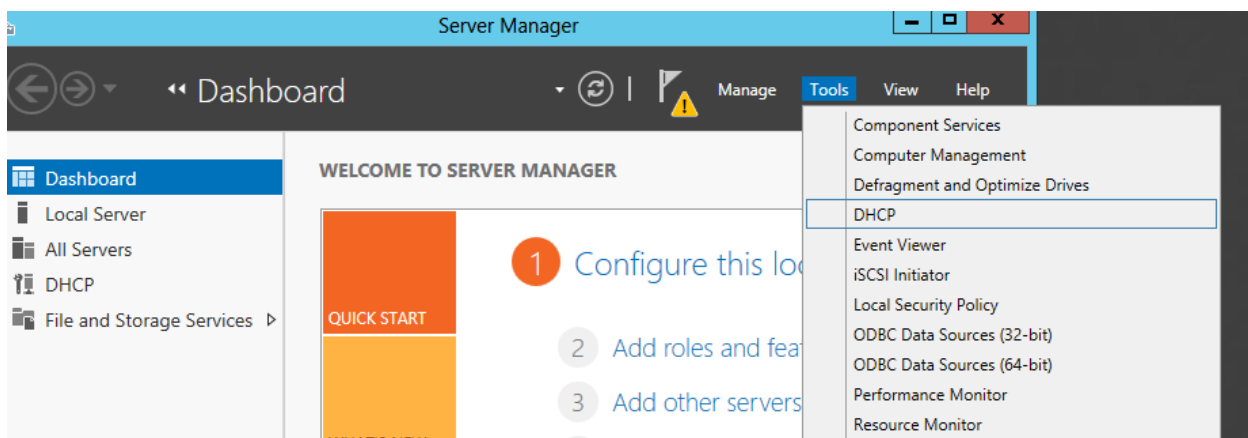 Server Manager
Dashboard
Manage Tools View Help
Dashboard
Local Server
All Servers
DHCP
File and Storage Services
WELCOME TO SERVER MANAGER
QUICK START
1 Configure this
2 Add roles and
3 Add other servers
Component Services
Computer Management
Defragment and Optimize Drives
DHCP
Event Viewer
iSCSI Initiator
Local Security Policy
ODBC Data Sources (32-bit)
ODBC Data Sources (64-bit)
Performance Monitor
Resource Monitor